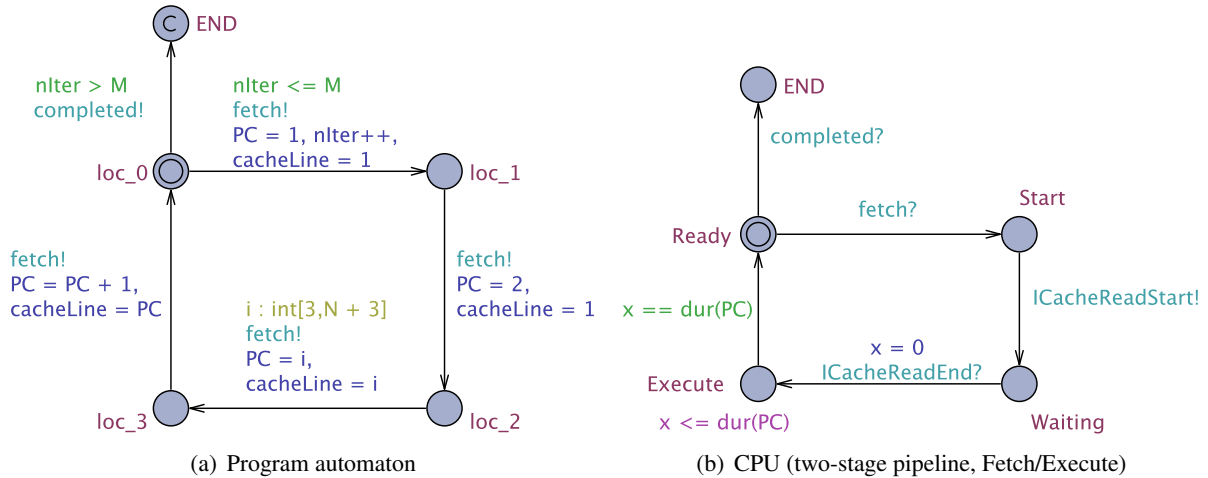 C
END
nIter > M
completed!
nIter <= M
fetch!
PC = 1, nIter++,
cacheLine = 1
loc_0
loc_1
fetch!
PC = PC + 1,
cacheLine = PC
i : int[3,N + 3]
fetch!
PC = i,
cacheLine = i
fetch!
PC = 2,
cacheLine = 1
loc_3
loc_2
(a) Program automaton
END
completed?
Start
fetch?
Ready
ICacheReadStart!
x == dur(PC)
x = 0
ICacheReadEnd?
Execute
x <= dur(PC)
Waiting
(b) CPU (two-stage pipeline, Fetch/Execute)